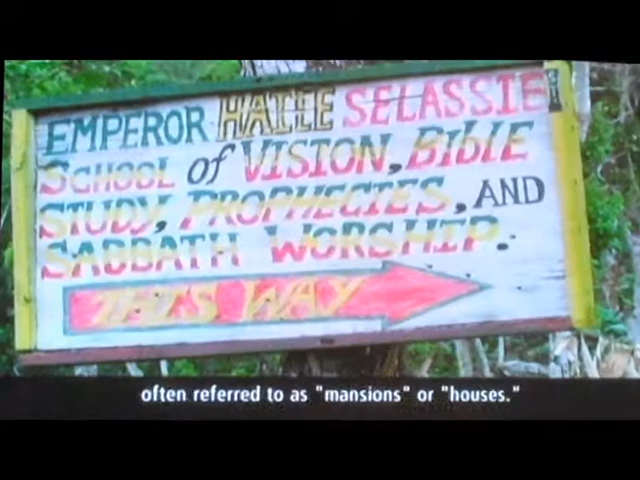 EMPEROR HAILE SELASSIE
SCHOOL of VISION, BIBLE
STUDY, PROPHECIES, AND
SABBATH WORSHIP.
THIS WAY
often referred to as "mansions" or "houses."